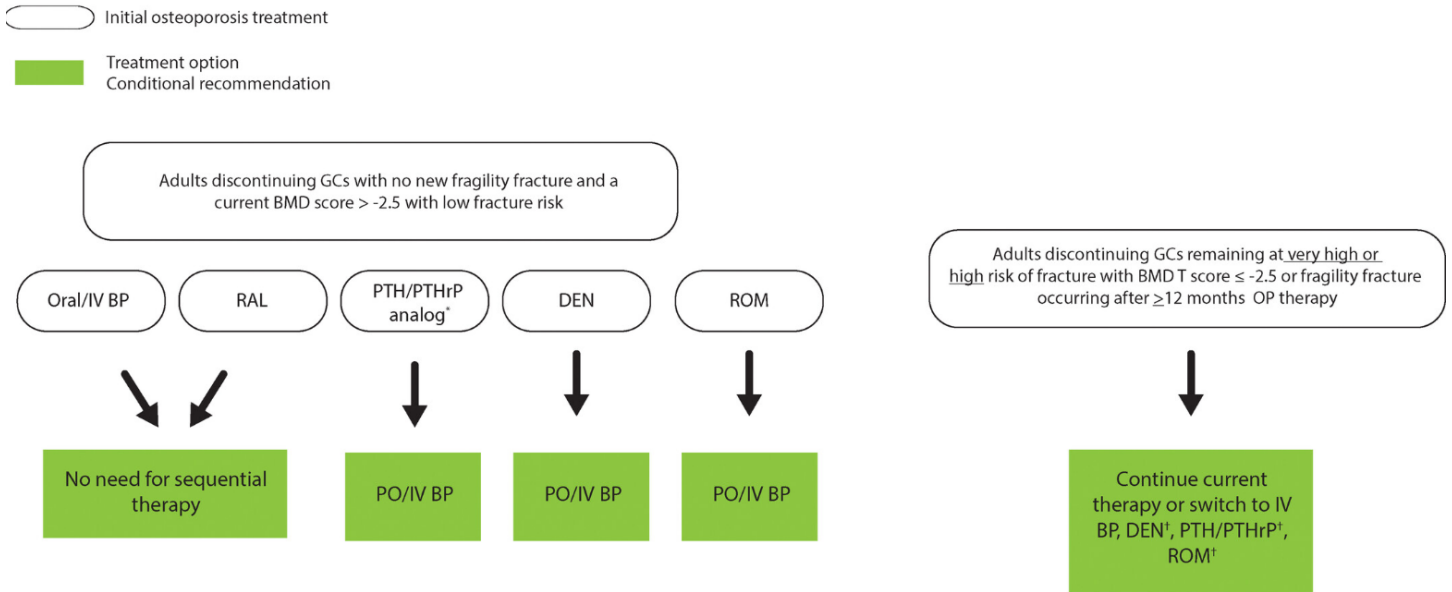 Initial osteoporosis treatment
Treatment option
Conditional recommendation
Adults discontinuing GCs with no new fragility fracture and a
current BMD score > -2.5 with low fracture risk
Oral/IV BP
RAL
PTH/PTHrP
analog*
DEN
ROM
No need for sequential
therapy
PO/IV BP
PO/IV BP
PO/IV BP
Adults discontinuing GCs remaining at very high or
high risk of fracture with BMD T score ≤ -2.5 or fragility fracture
occurring after ≥12 months OP therapy
Continue current
therapy or switch to IV
BP, DEN†, PTH/PTHrP†,
ROM†